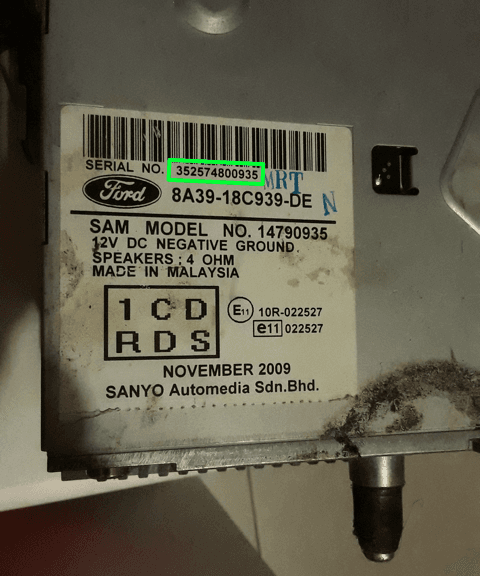 SERIAL NO. 352574800935
MRT
Ford 8A39-18C939-DE
N
SAM MODEL NO. 14790935
12V DC NEGATIVE GROUND.
SPEAKERS : 4 OHM
MADE IN MALAYSIA
1 C D
R D S
E11 10R-022527
e11 022527
NOVEMBER 2009
SANYO Automedia Sdn.Bhd.